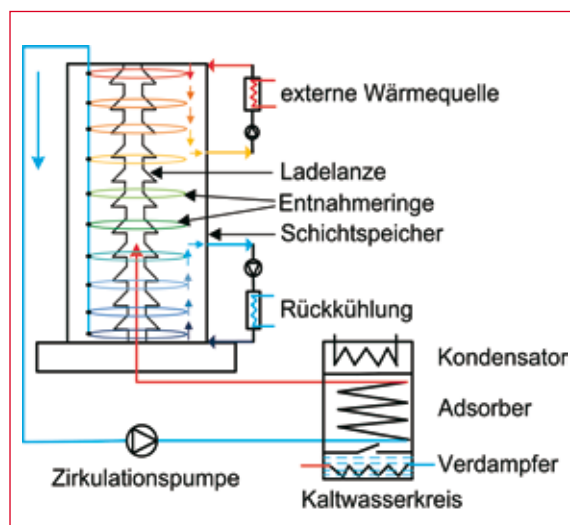 externe Wärmequelle
Ladelanze
Entnahmeringe
Schichtspeicher
Rückkühlung
Kondensator
Adsorber
Verdampfer
Zirkulationspumpe
Kaltwasserkreis